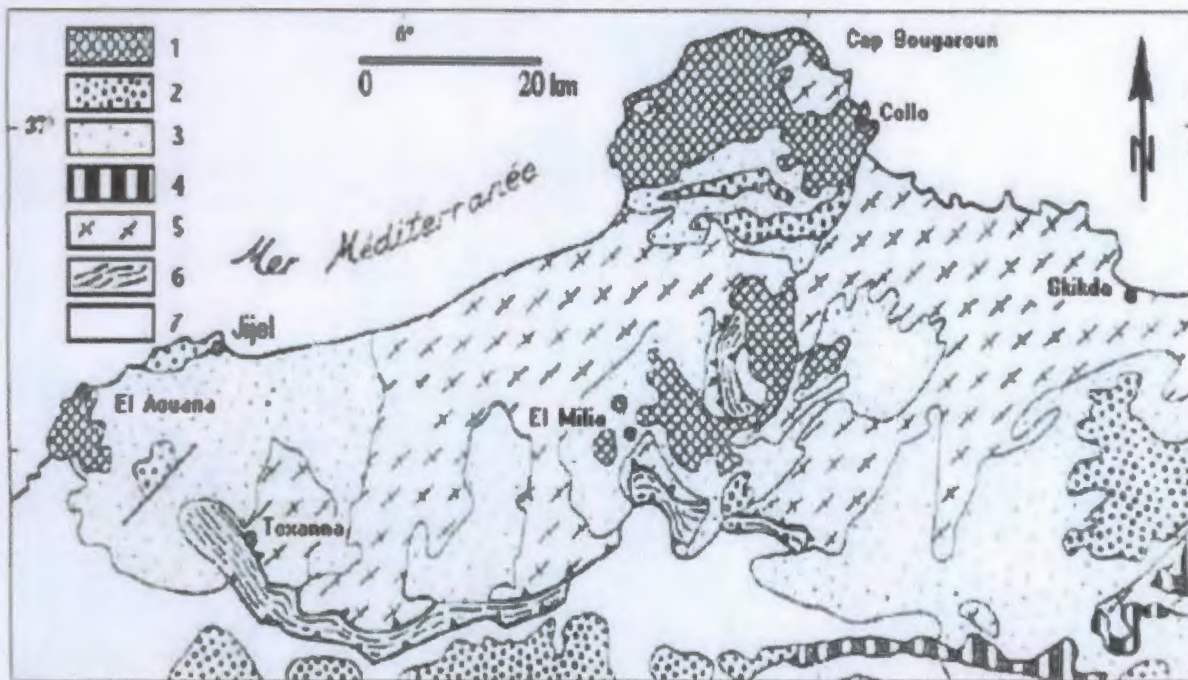 1
2
3
4
5
6
7
6°
0 20 km
37°
Cap Bougaroun
Collo
N
Mer Méditerranée
Skikda
Jijel
El Aouana
El Milia
Texanna